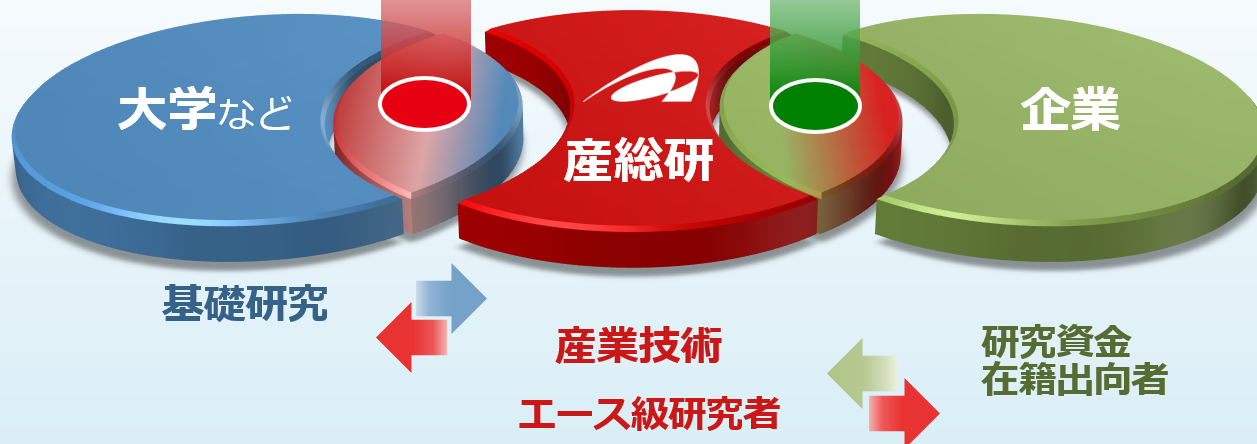 大学など
産総研
企業
基礎研究
産業技術
エース級研究者
研究資金
在籍出向者